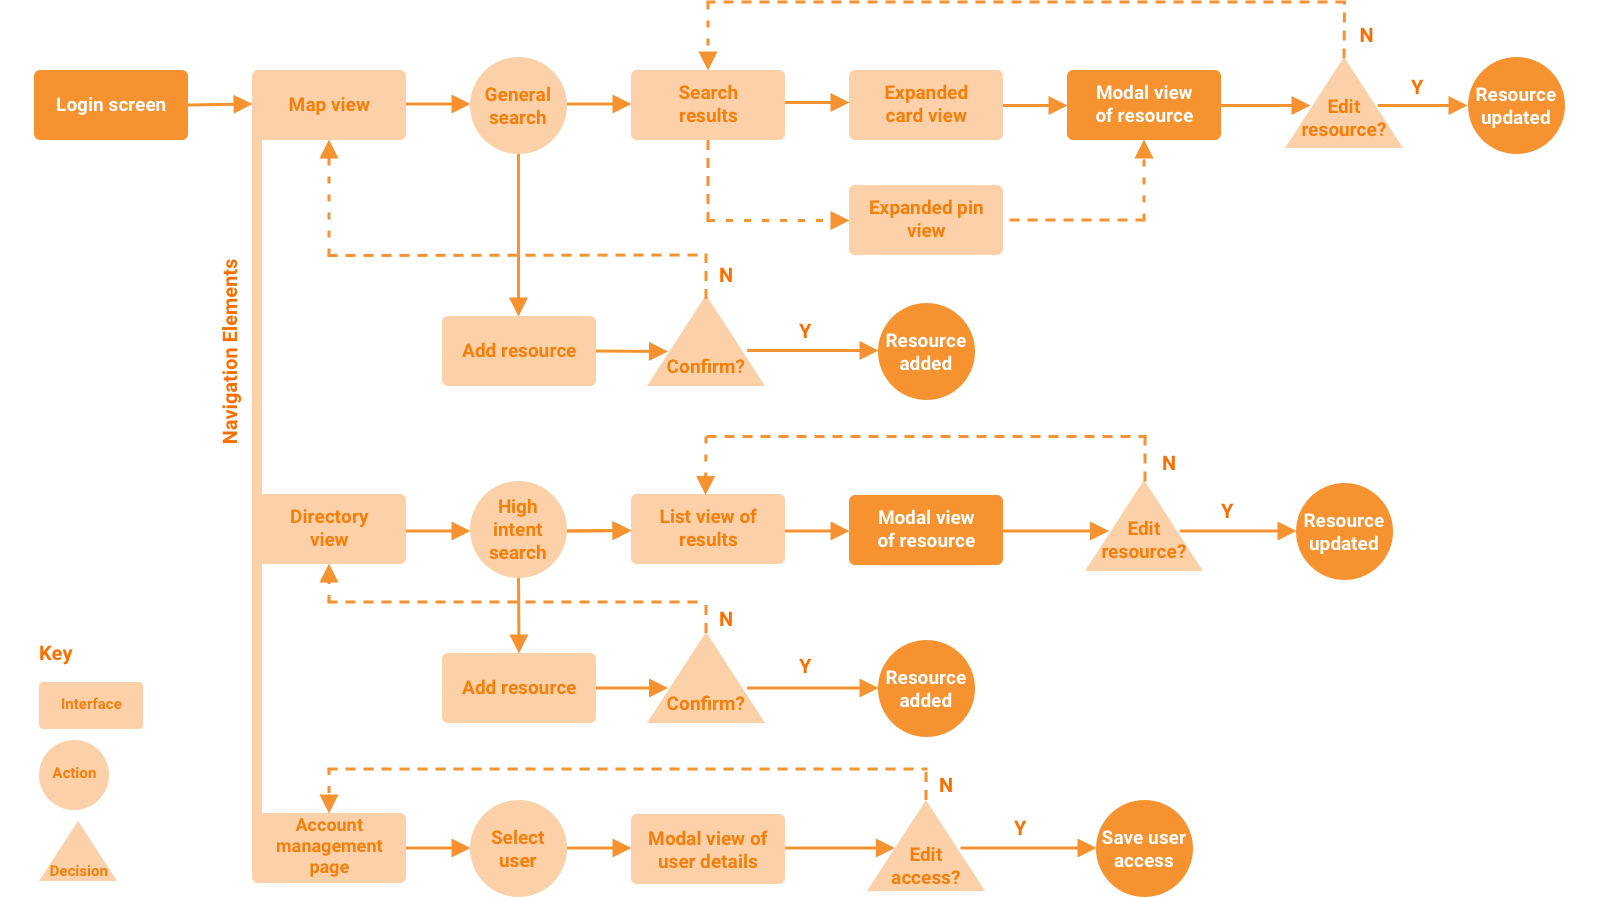 N
Login screen
Map view
General
search
Search
results
Expanded
card view
Modal view
of resource
Edit
resource?
Y
Resource
updated
Expanded pin
view
Navigation Elements
N
Add resource
Confirm?
Y
Resource
added
N
Directory
view
High
intent
search
List view of
results
Modal view
of resource
Edit
resource?
Y
Resource
updated
N
Add resource
Confirm?
Y
Resource
added
Key
Interface
Action
Decision
N
Account
management
page
Select
user
Modal view of
user details
Edit
access?
Y
Save user
access